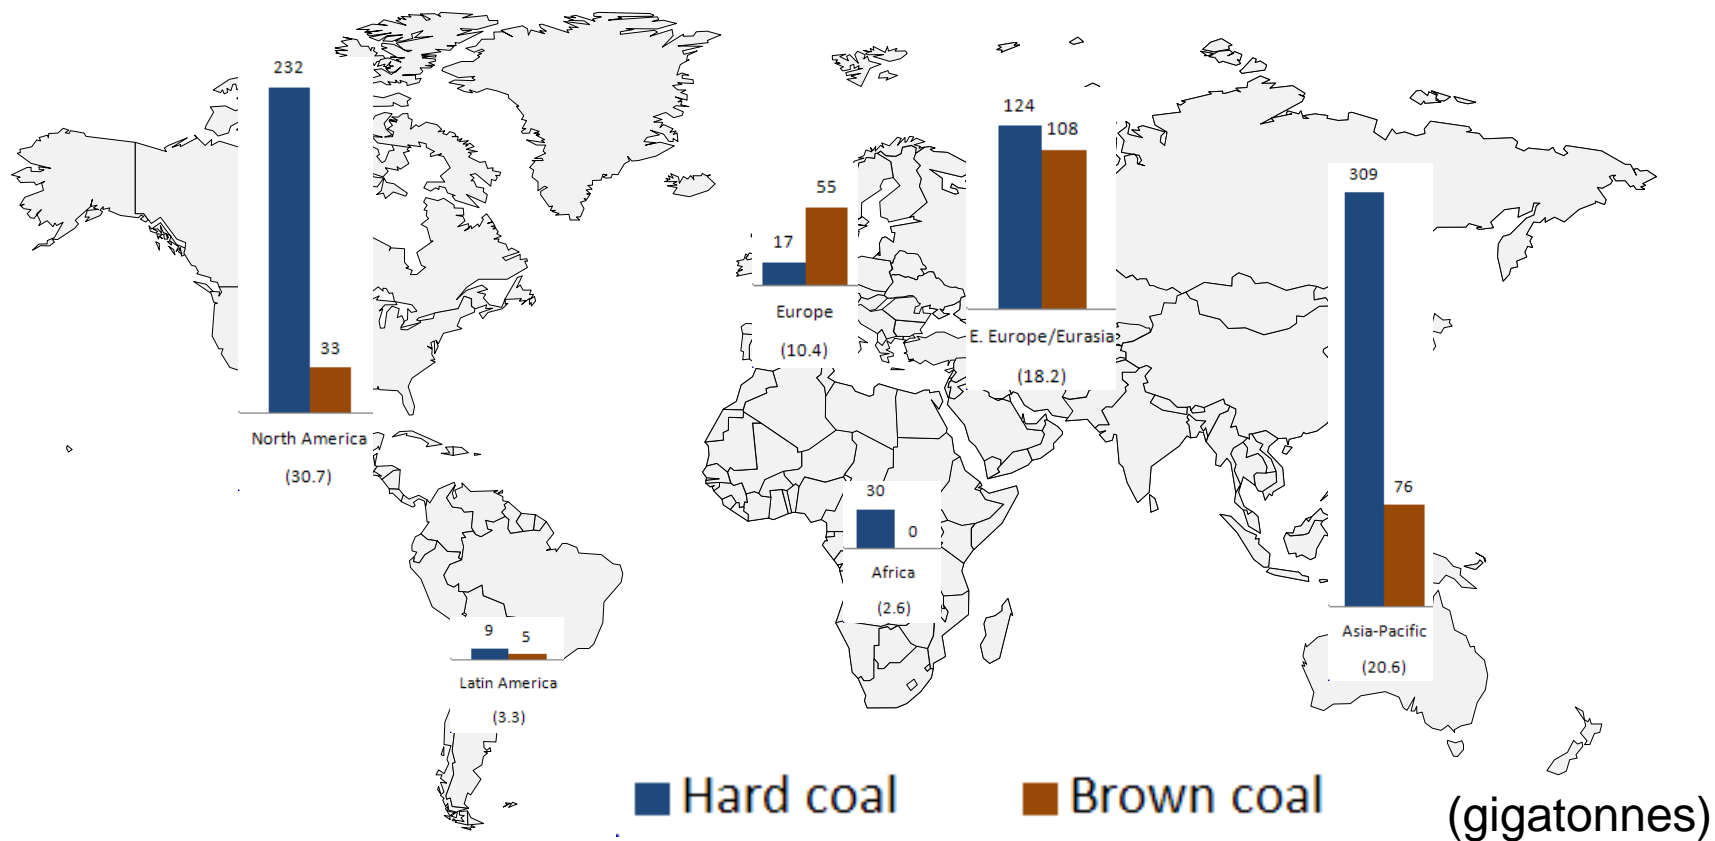 232
33
North America
(30.7)
9
5
Latin America
(3.3)
17
55
Europe
(10.4)
124
108
E. Europe/Eurasia
(18.2)
30
0
Africa
(2.6)
309
76
Asia-Pacific
(20.6)
Hard coal
Brown coal
(gigatonnes)